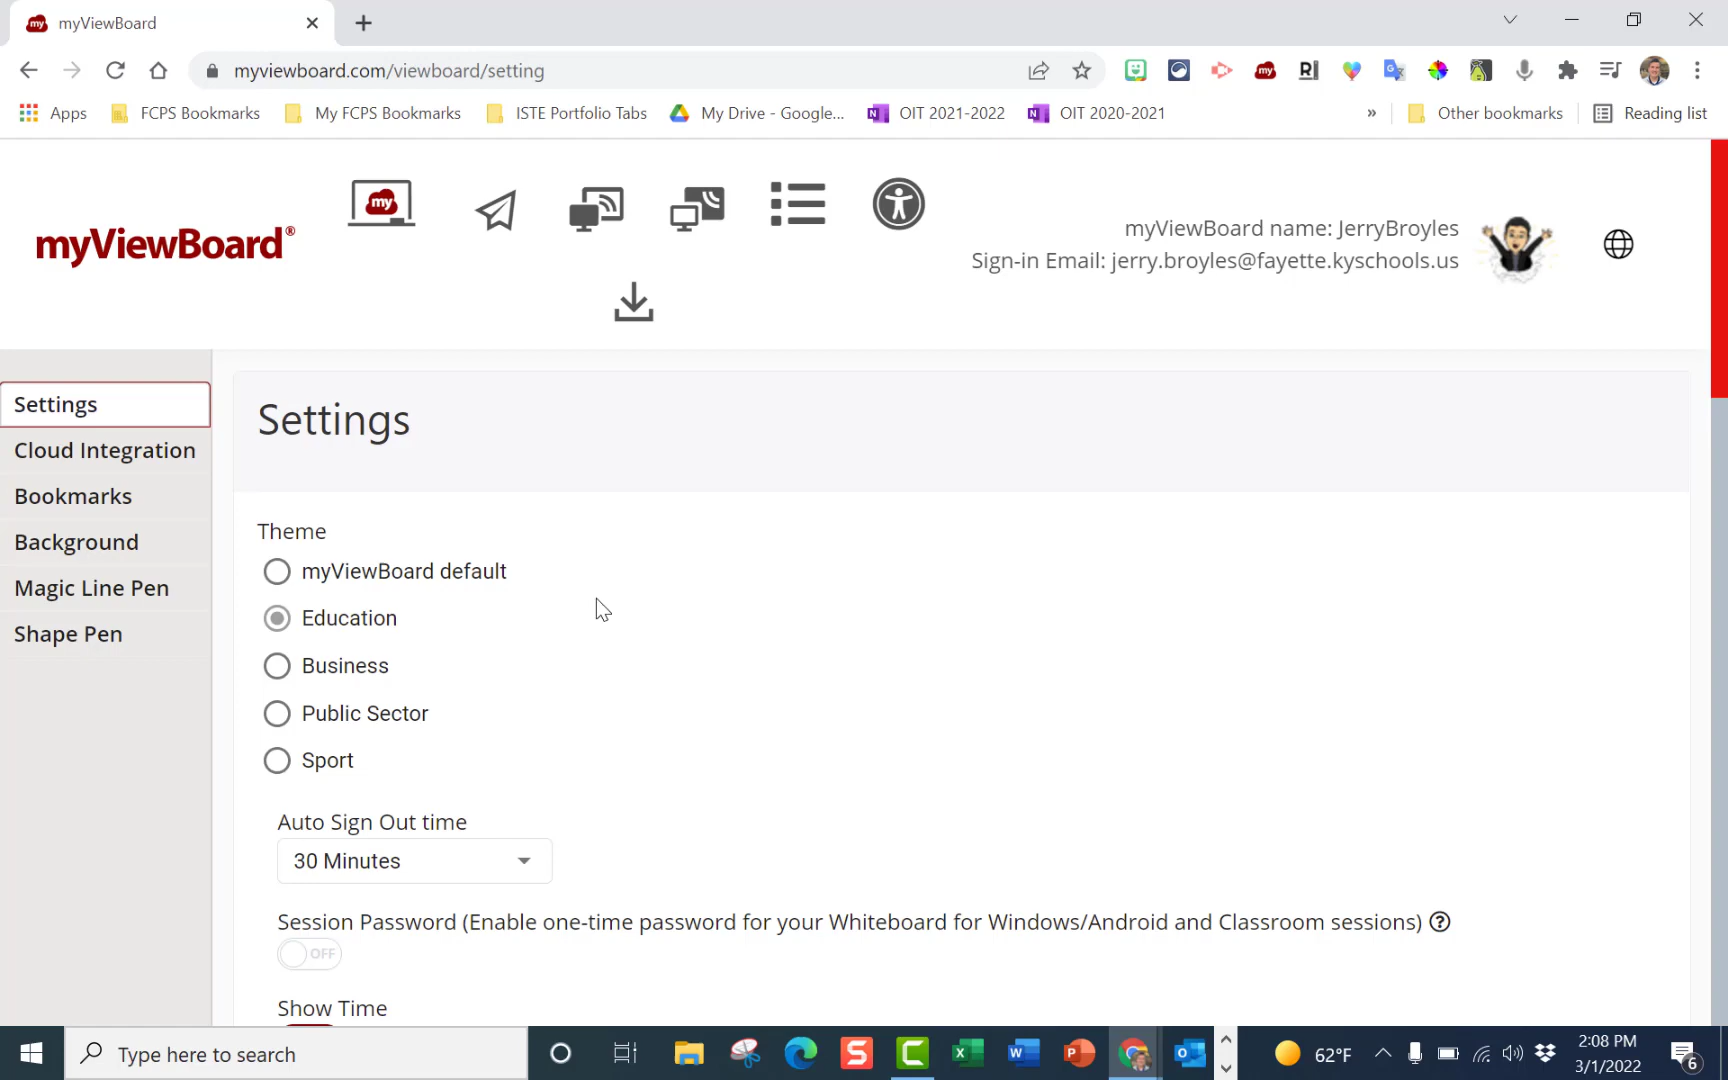 my myViewBoard
myviewboard.com/viewboard/setting
Apps FCPS Bookmarks My FCPS Bookmarks ISTE Portfolio Tabs My Drive - Google... OIT 2021-2022 OIT 2020-2021 » Other bookmarks Reading list
my
myViewBoard®
myViewBoard name: JerryBroyles
Sign-in Email: jerry.broyles@fayette.kyschools.us
Settings
Cloud Integration
Bookmarks
Background
Magic Line Pen
Shape Pen
Settings
Theme
myViewBoard default
Education
Business
Public Sector
Sport
Auto Sign Out time
30 Minutes
Session Password (Enable one-time password for your Whiteboard for Windows/Android and Classroom sessions) ?
OFF
Show Time
Type here to search
62°F
2:08 PM
3/1/2022
6